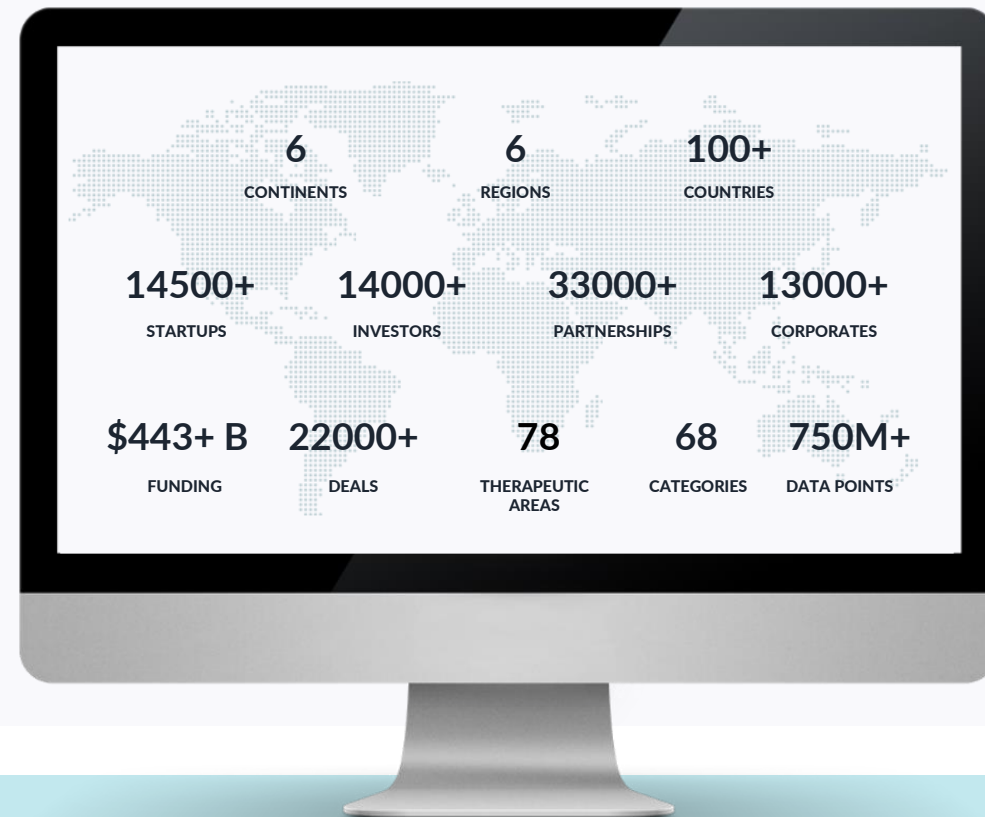 6 6 100+
CONTINENTS REGIONS COUNTRIES
14500+ 14000+ 33000+ 13000+
STARTUPS INVESTORS PARTNERSHIPS CORPORATES
$443+ B 22000+ 78 68 750M+
FUNDING DEALS THERAPEUTIC CATEGORIES DATA POINTS
AREAS